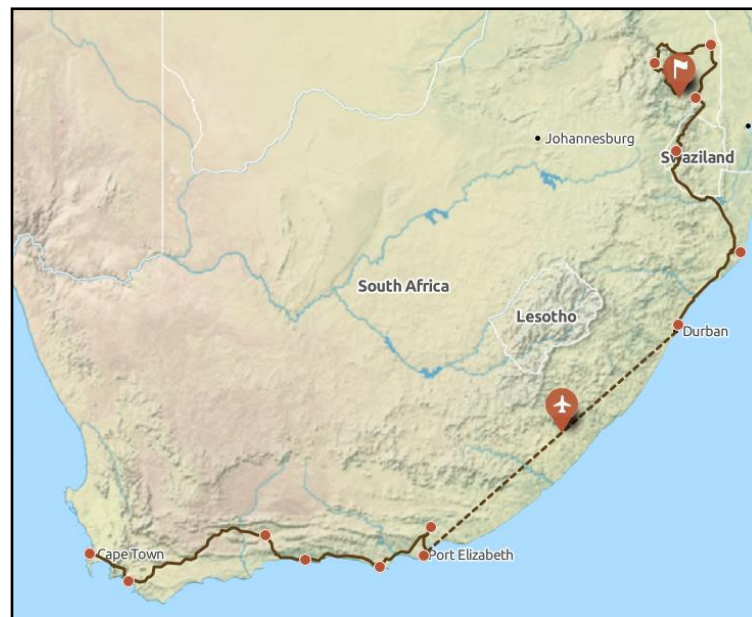 Johannesburg
Swaziland
South Africa
Lesotho
Durban
Cape Town
Port Elizabeth